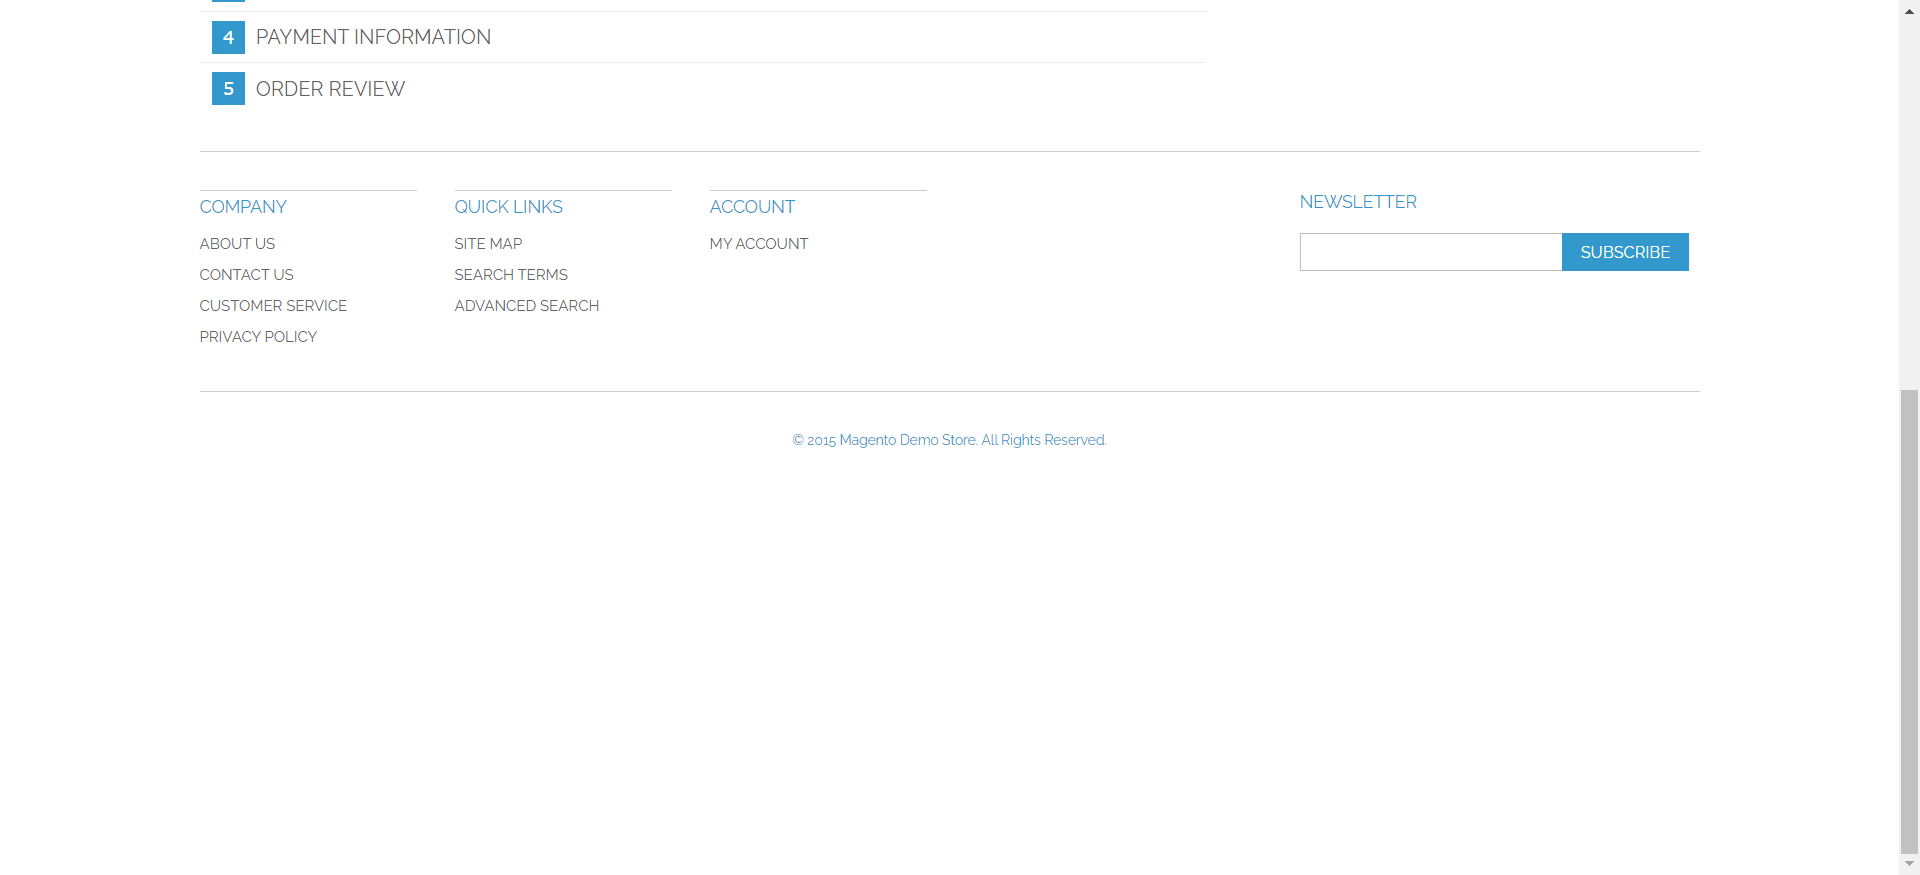 4 PAYMENT INFORMATION
5 ORDER REVIEW
COMPANY
ABOUT US
CONTACT US
CUSTOMER SERVICE
PRIVACY POLICY
QUICK LINKS
SITE MAP
SEARCH TERMS
ADVANCED SEARCH
ACCOUNT
MY ACCOUNT
NEWSLETTER
SUBSCRIBE
© 2015 Magento Demo Store. All Rights Reserved.